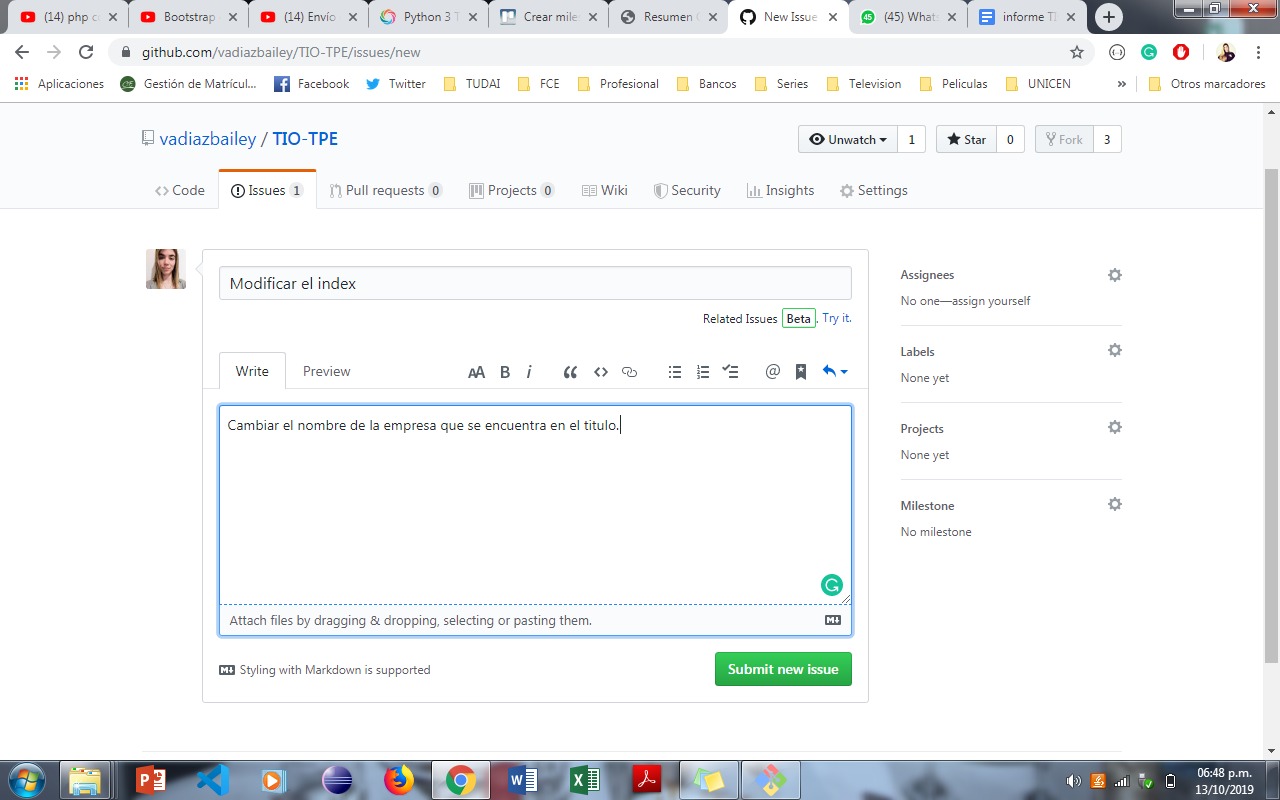 (14) php c
Bootstrap
(14) Envío
Python 3 T
Crear miles
Resumen
New Issue
(45) Whats
informe TI
github.com/vadiazbailey/TIO-TPE/issues/new
Aplicaciones
Gestión de Matrícul...
Facebook
Twitter
TUDAI
FCE
Profesional
Bancos
Series
Television
Peliculas
UNICEN
»
Otros marcadores
vadiazbailey / TIO-TPE
Unwatch 1
Star 0
Fork 3
Code
Issues 1
Pull requests 0
Projects 0
Wiki
Security
Insights
Settings
Modificar el index
Related Issues Beta. Try it.
Write
Preview
AA B i
@
Cambiar el nombre de la empresa que se encuentra en el titulo.
Attach files by dragging & dropping, selecting or pasting them.
Styling with Markdown is supported
Submit new issue
Assignees
No one—assign yourself
Labels
None yet
Projects
None yet
Milestone
No milestone
06:48 p.m.
13/10/2019